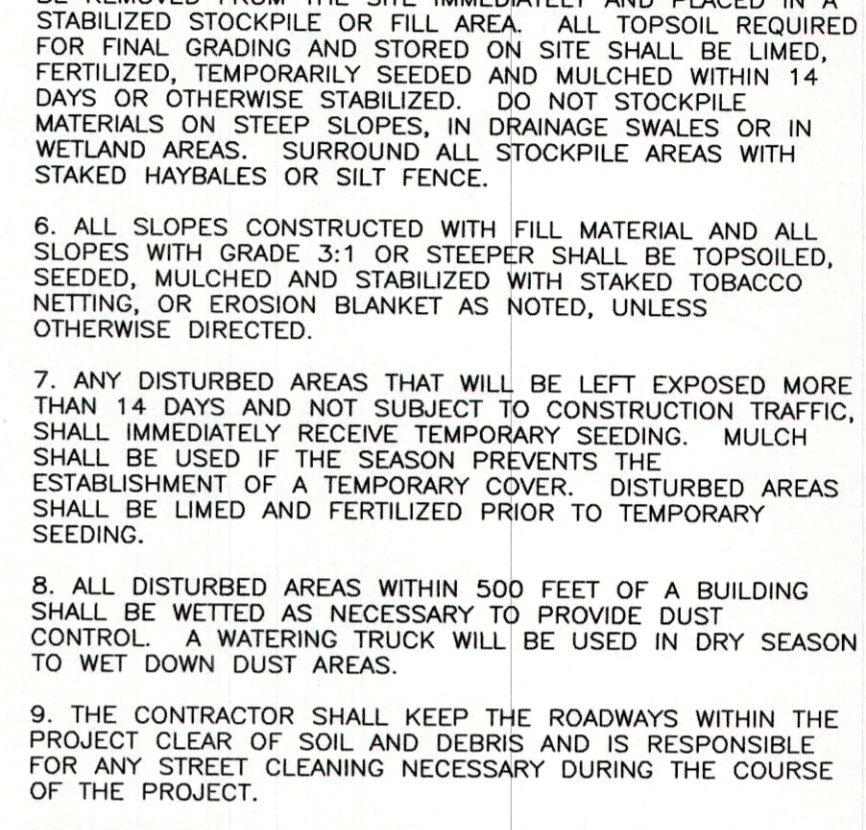 BE REMOVED FROM THE SITE IMMEDIATELY AND PLACED IN A
STABILIZED STOCKPILE OR FILL AREA. ALL TOPSOIL REQUIRED
FOR FINAL GRADING AND STORED ON SITE SHALL BE LIMED,
FERTILIZED, TEMPORARILY SEEDED AND MULCHED WITHIN 14
DAYS OR OTHERWISE STABILIZED. DO NOT STOCKPILE
MATERIALS ON STEEP SLOPES, IN DRAINAGE SWALES OR IN
WETLAND AREAS. SURROUND ALL STOCKPILE AREAS WITH
STAKED HAYBALES OR SILT FENCE.
6. ALL SLOPES CONSTRUCTED WITH FILL MATERIAL AND ALL
SLOPES WITH GRADE 3:1 OR STEEPER SHALL BE TOPSOILED,
SEEDED, MULCHED AND STABILIZED WITH STAKED TOBACCO
NETTING, OR EROSION BLANKET AS NOTED, UNLESS
OTHERWISE DIRECTED.
7. ANY DISTURBED AREAS THAT WILL BE LEFT EXPOSED MORE
THAN 14 DAYS AND NOT SUBJECT TO CONSTRUCTION TRAFFIC,
SHALL IMMEDIATELY RECEIVE TEMPORARY SEEDING. MULCH
SHALL BE USED IF THE SEASON PREVENTS THE
ESTABLISHMENT OF A TEMPORARY COVER. DISTURBED AREAS
SHALL BE LIMED AND FERTILIZED PRIOR TO TEMPORARY
SEEDING.
8. ALL DISTURBED AREAS WITHIN 500 FEET OF A BUILDING
SHALL BE WETTED AS NECESSARY TO PROVIDE DUST
CONTROL. A WATERING TRUCK WILL BE USED IN DRY SEASON
TO WET DOWN DUST AREAS.
9. THE CONTRACTOR SHALL KEEP THE ROADWAYS WITHIN THE
PROJECT CLEAR OF SOIL AND DEBRIS AND IS RESPONSIBLE
FOR ANY STREET CLEANING NECESSARY DURING THE COURSE
OF THE PROJECT.